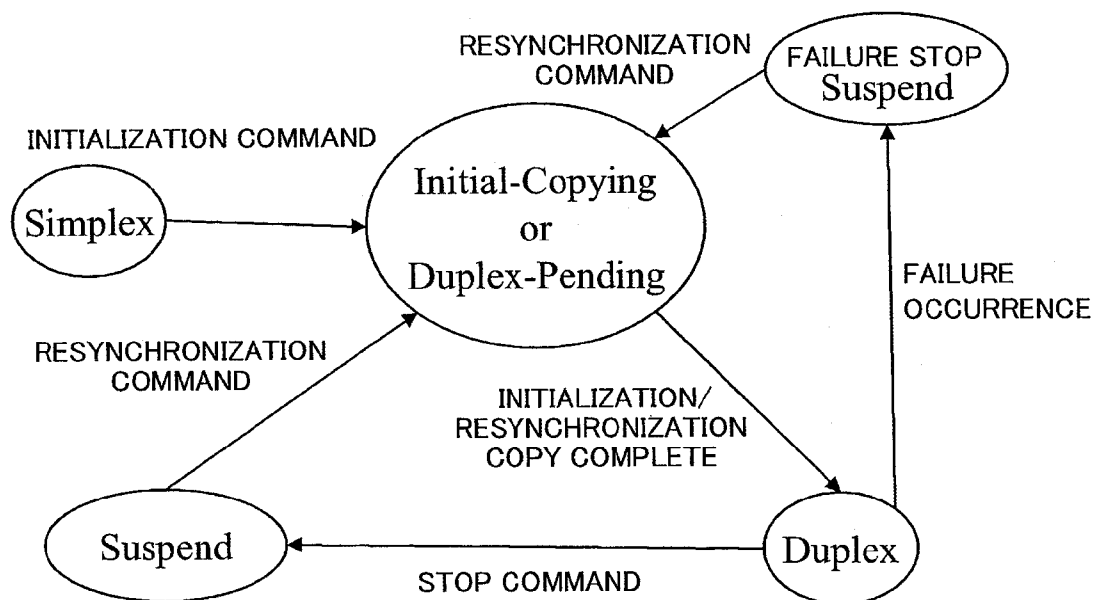 RESYNCHRONIZATION
COMMAND
FAILURE STOP
Suspend
INITIALIZATION COMMAND
Simplex
Initial-Copying
or
Duplex-Pending
FAILURE
OCCURRENCE
RESYNCHRONIZATION
COMMAND
INITIALIZATION/
RESYNCHRONIZATION
COPY COMPLETE
Suspend
Duplex
STOP COMMAND